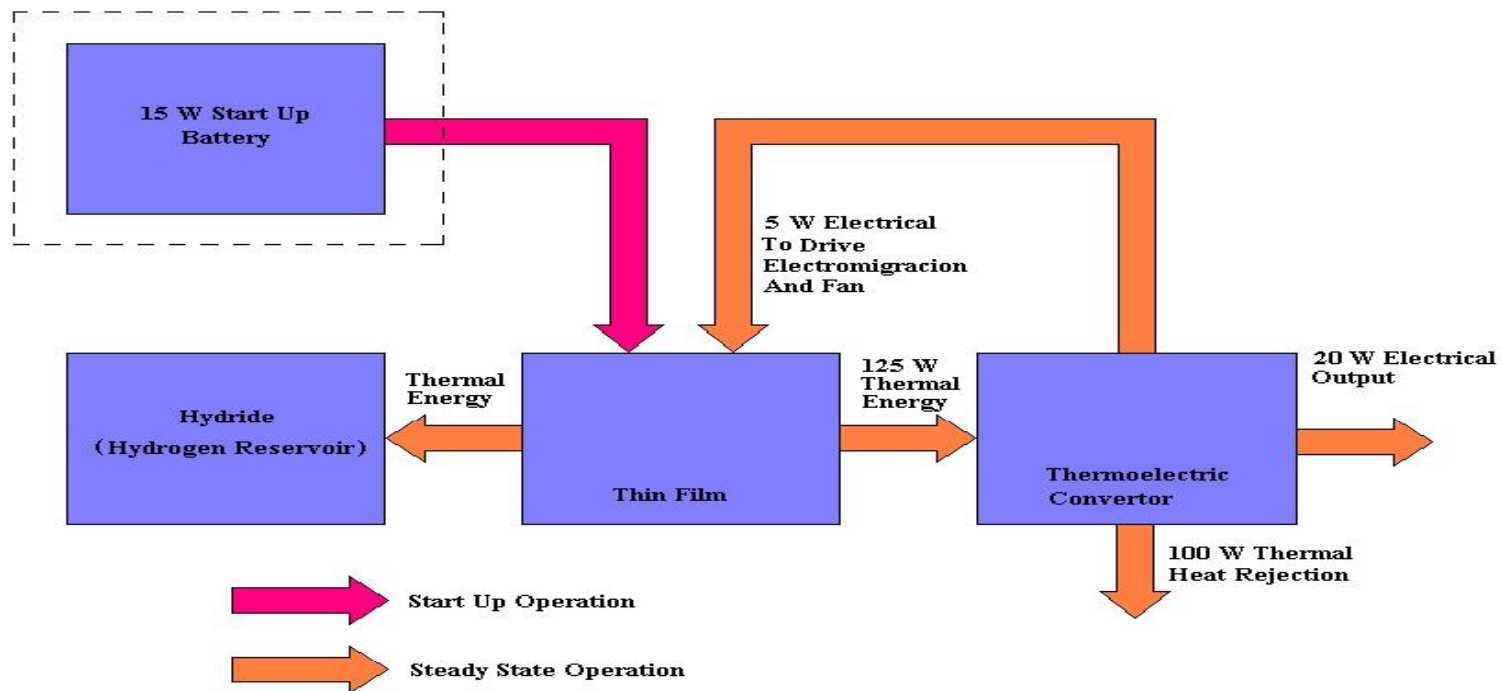 15 W Start Up
Battery
5 W Electrical
To Drive
Electromigracion
And Fan
Thermal
Energy
125 W
Thermal
Energy
20 W Electrical
Output
Hydride
(Hydrogen Reservoir)
Thin Film
Thermoelectric
Convertor
100 W Thermal
Heat Rejection
Start Up Operation
Steady State Operation